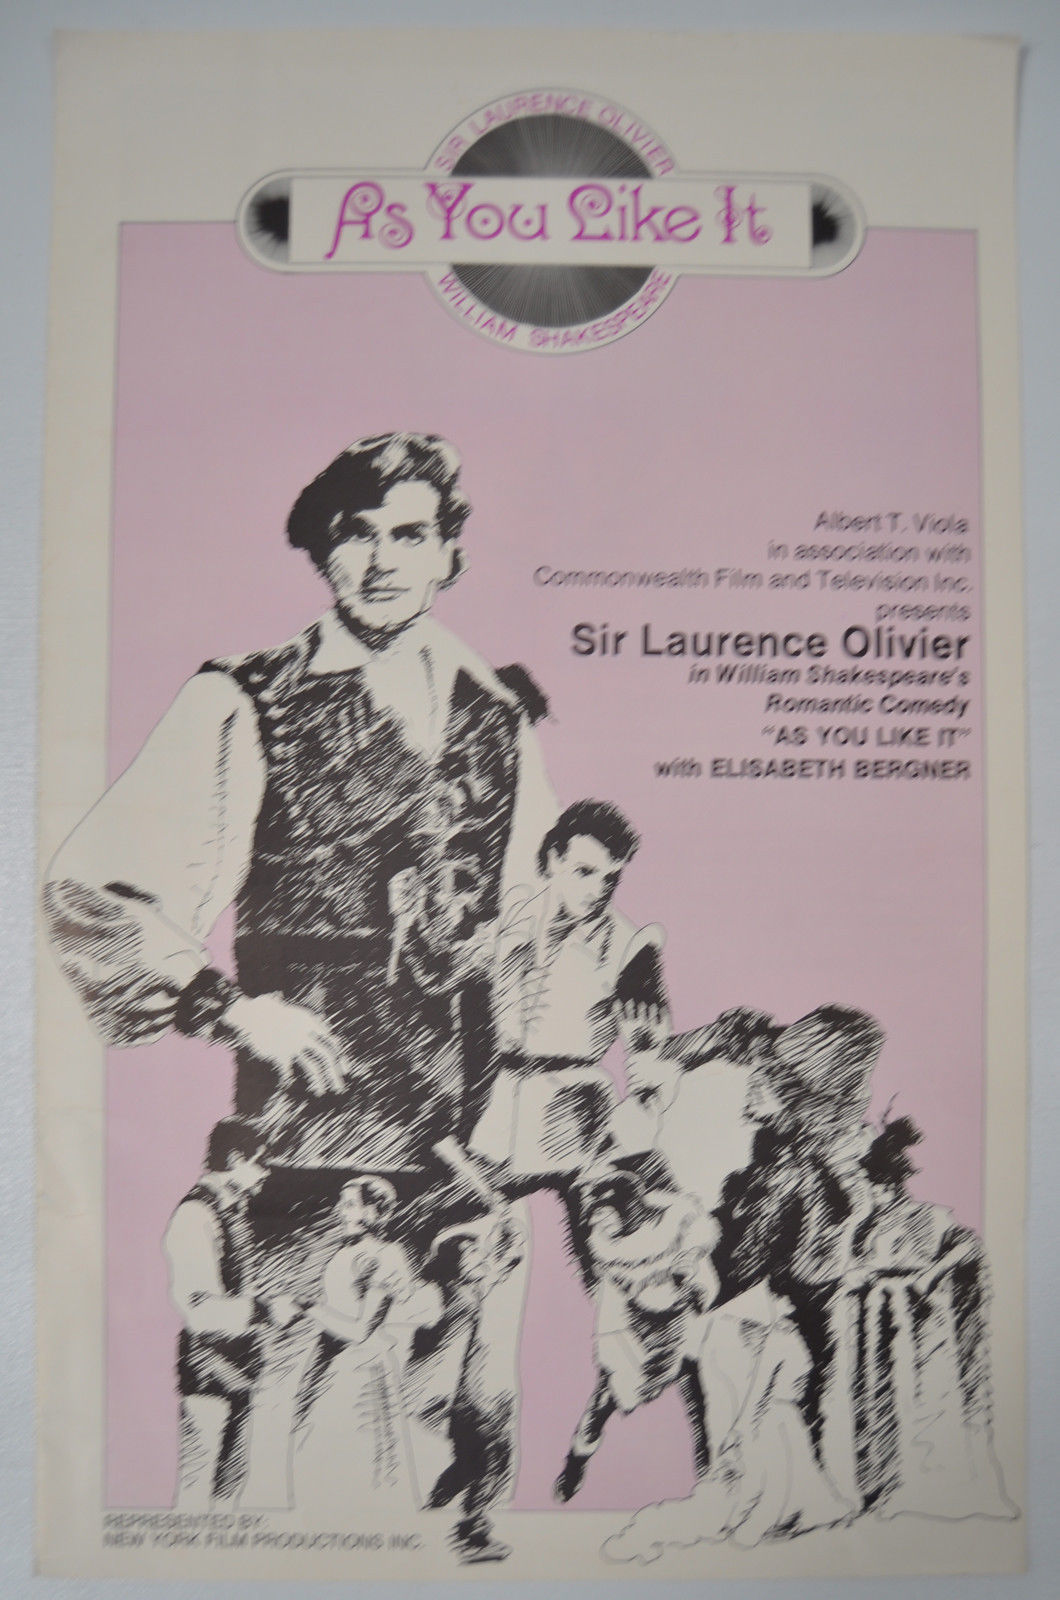 SIR LAURENCE OLIVIER
As You Like It
WILLIAM SHAKESPEARE
Albert T. Viola
in association with
Commonwealth Film and Television Inc.
presents
Sir Laurence Olivier
in William Shakespeare's
Romantic Comedy
"AS YOU LIKE IT"
with ELISABETH BERGNER
REPRESENTED BY:
NEW YORK FILM PRODUCTIONS INC.